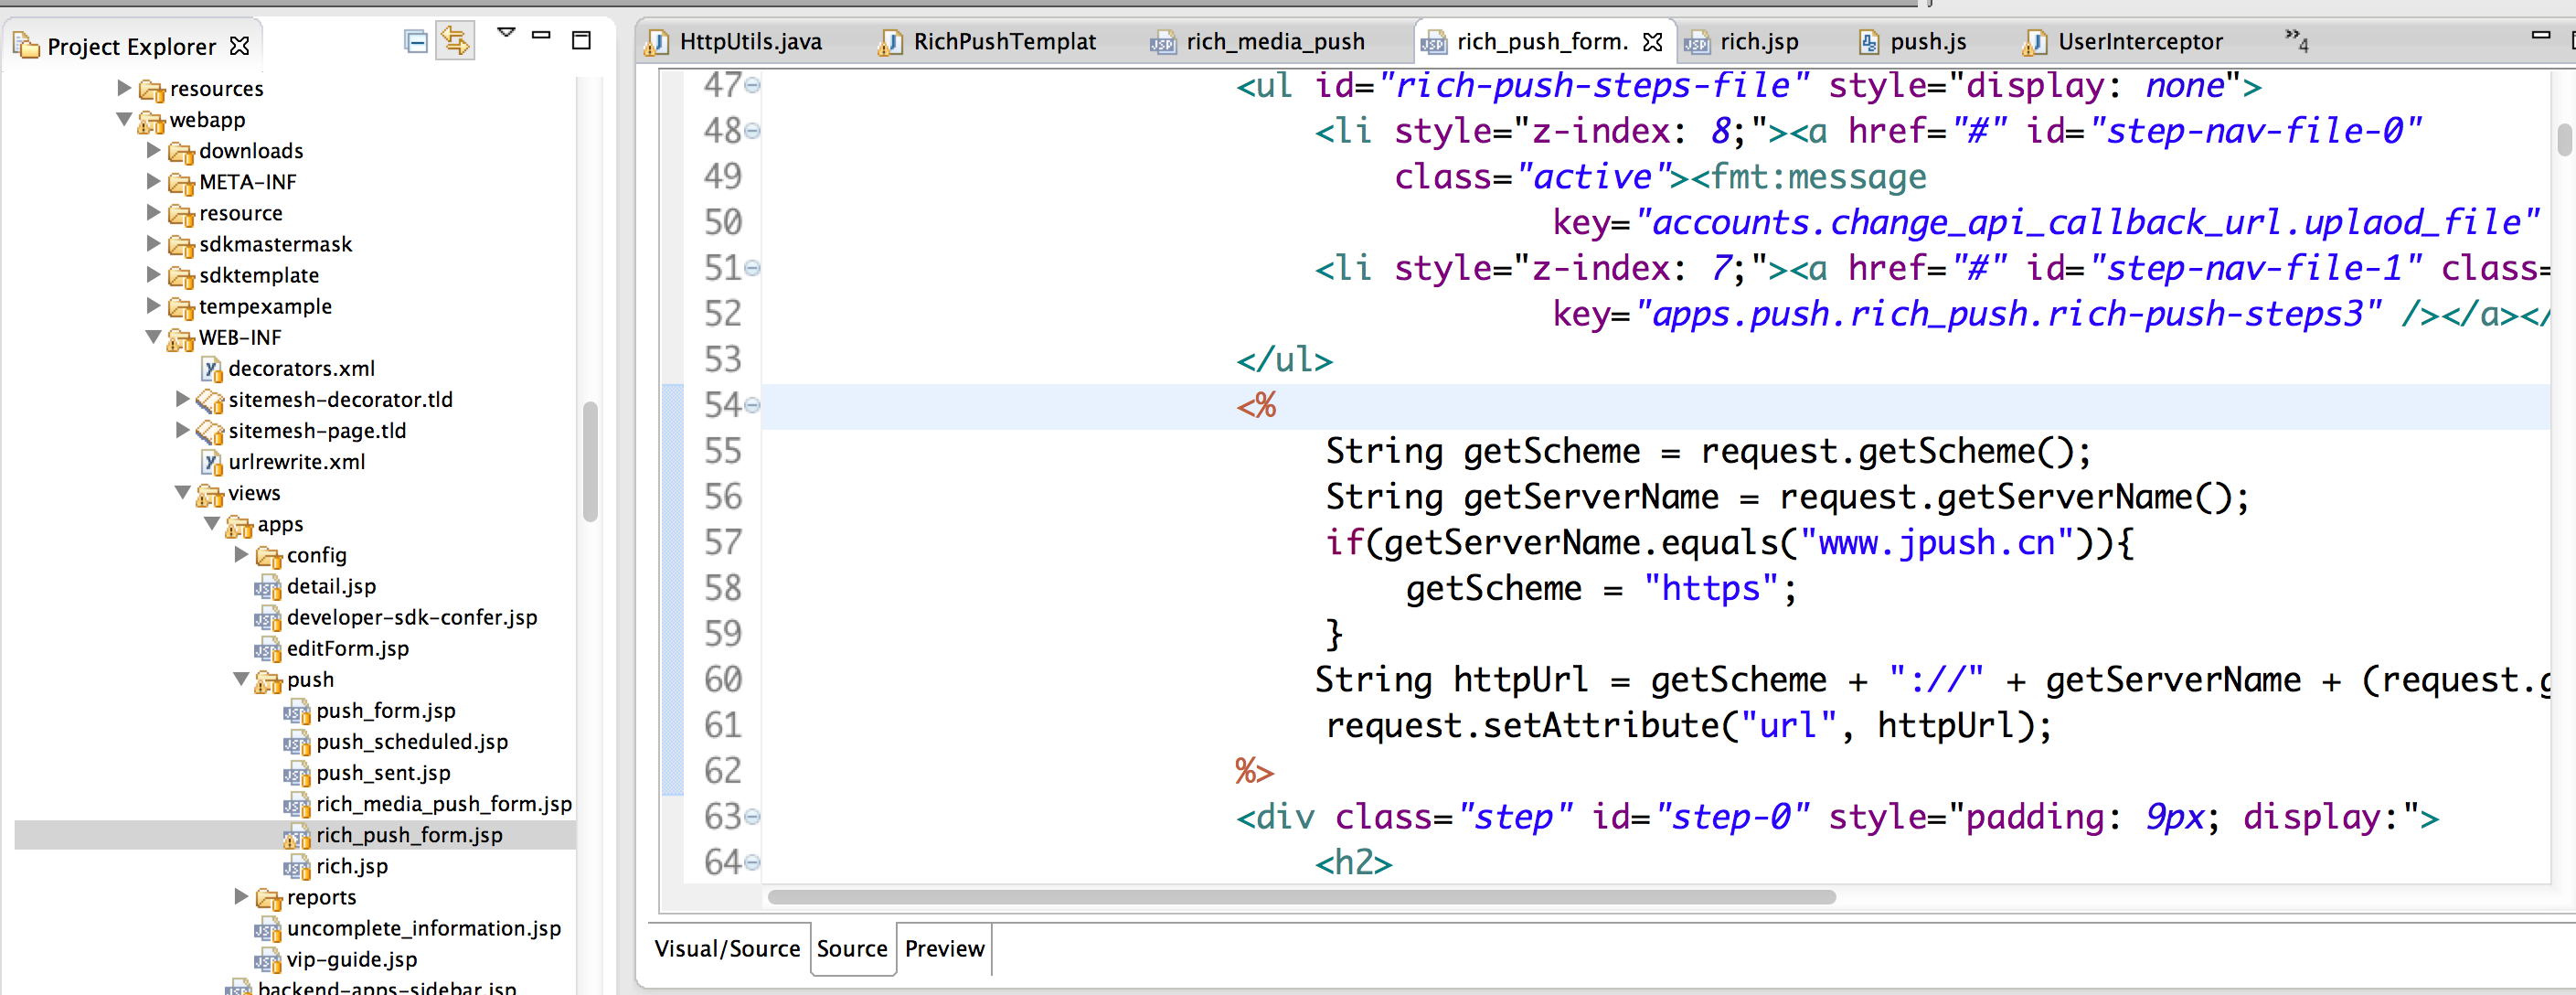 Project Explorer
resources
webapp
downloads
META-INF
resource
sdkmastermask
sdktemplate
tempexample
WEB-INF
decorators.xml
sitemesh-decorator.tld
sitemesh-page.tld
urlrewrite.xml
views
apps
config
detail.jsp
developer-sdk-confer.jsp
editForm.jsp
push
push_form.jsp
push_scheduled.jsp
push_sent.jsp
rich_media_push_form.jsp
rich_push_form.jsp
rich.jsp
reports
uncomplete_information.jsp
vip-guide.jsp
backend-apps-sidebar.jsp
HttpUtils.java RichPushTemplat rich_media_push rich_push_form. rich.jsp push.js UserInterceptor »4
47 <ul id="rich-push-steps-file" style="display: none">
48 <li style="z-index: 8;"><a href="#" id="step-nav-file-0"
49 class="active"><fmt:message
50 key="accounts.change_api_callback_url.uplaod_file"
51 <li style="z-index: 7;"><a href="#" id="step-nav-file-1" class=
52 key="apps.push.rich_push.rich-push-steps3" /></a></
53 </ul>
54 <%
55 String getScheme = request.getScheme();
56 String getServerName = request.getServerName();
57 if(getServerName.equals("www.jpush.cn")){
58 getScheme = "https";
59 }
60 String httpUrl = getScheme + "://" + getServerName + (request.g
61 request.setAttribute("url", httpUrl);
62 %>
63 <div class="step" id="step-0" style="padding: 9px; display:">
64 <h2>
Visual/Source Source Preview